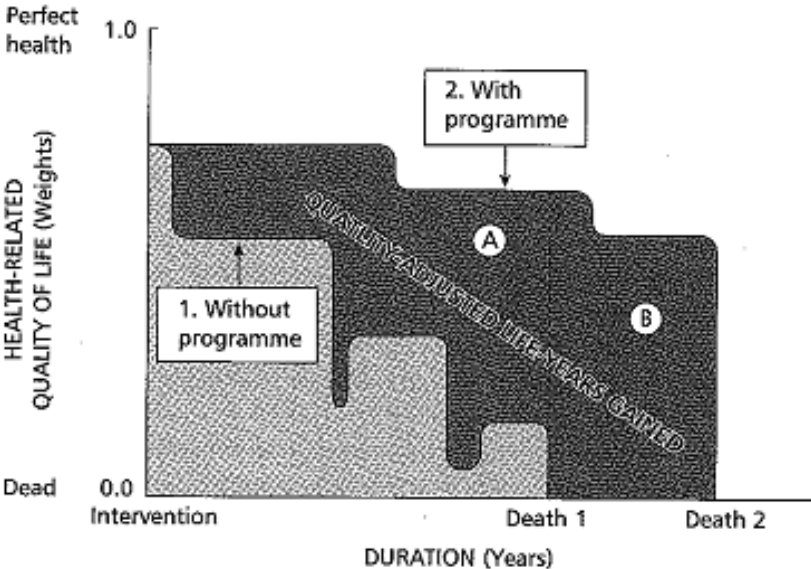 Perfect
health
1.0
2. With
programme
HEALTH-RELATED
QUALITY OF LIFE (Weights)
QUALITY-ADJUSTED LIFE-YEARS GAINED
A
1. Without
programme
B
Dead
0.0
Intervention
Death 1
Death 2
DURATION (Years)